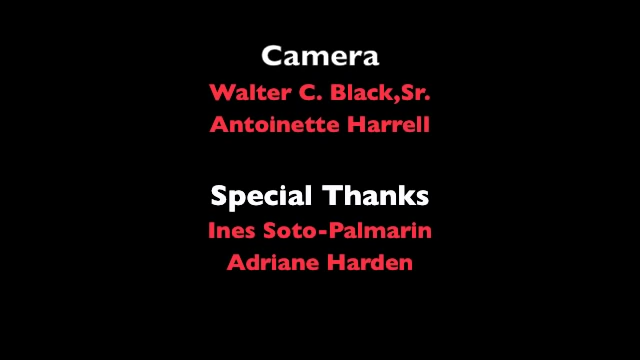 Camera
Walter C. Black,Sr.
Antoinette Harrell
Special Thanks
Ines Soto-Palmarin
Adriane Harden